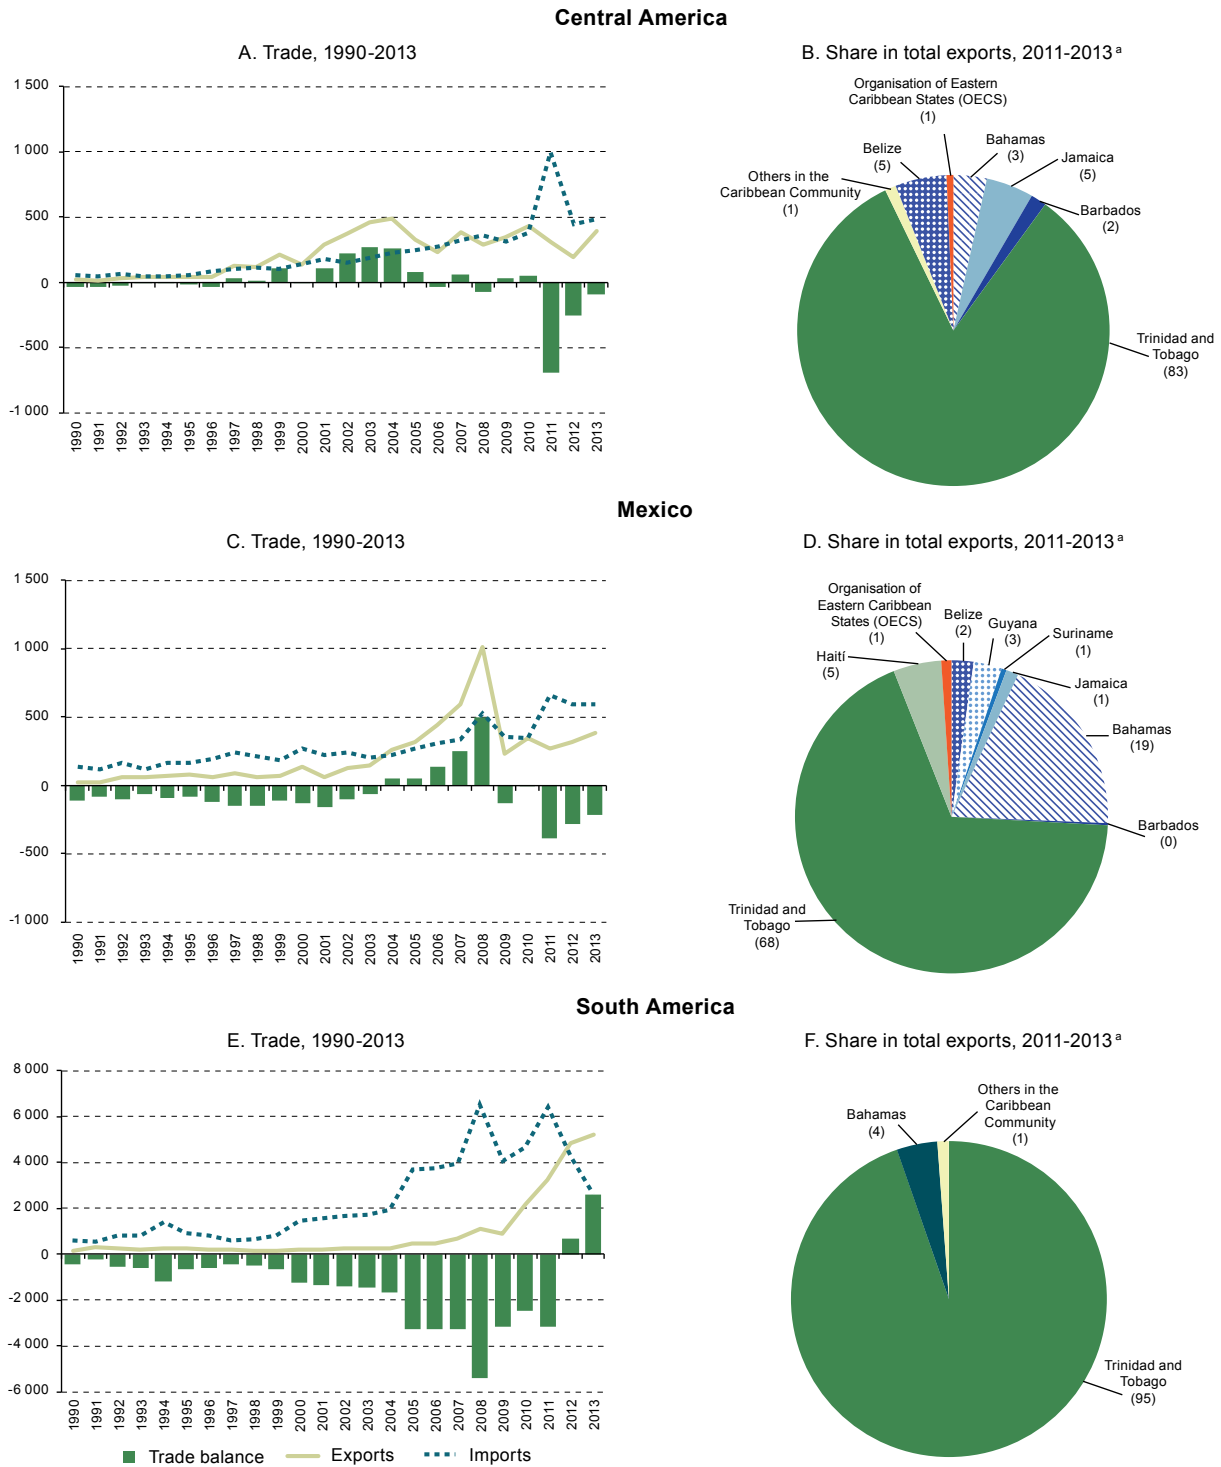 Central America
A. Trade, 1990-2013
1 500
1 000
500
0
-500
-1 000
1990
1991
1992
1993
1994
1995
1996
1997
1998
1999
2000
2001
2002
2003
2004
2005
2006
2007
2008
2009
2010
2011
2012
2013
B. Share in total exports, 2011-2013 a
Organisation of Eastern
Caribbean States (OECS)
(1)
Bahamas
(3)
Jamaica
(5)
Belize
(5)
Others in the
Caribbean Community
(1)
Barbados
(2)
Trinidad and
Tobago
(83)
Mexico
C. Trade, 1990-2013
1 500
1 000
500
0
-500
-1 000
1990
1991
1992
1993
1994
1995
1996
1997
1998
1999
2000
2001
2002
2003
2004
2005
2006
2007
2008
2009
2010
2011
2012
2013
D. Share in total exports, 2011-2013 a
Organisation of
Eastern Caribbean
States (OECS)
(1)
Belize
(2)
Guyana
(3)
Suriname
(1)
Haití
(5)
Jamaica
(1)
Bahamas
(19)
Barbados
(0)
Trinidad and
Tobago
(68)
South America
E. Trade, 1990-2013
8 000
6 000
4 000
2 000
0
-2 000
-4 000
-6 000
1990
1991
1992
1993
1994
1995
1996
1997
1998
1999
2000
2001
2002
2003
2004
2005
2006
2007
2008
2009
2010
2011
2012
2013
Trade balance
Exports
Imports
F. Share in total exports, 2011-2013 a
Others in the
Caribbean
Community
(1)
Bahamas
(4)
Trinidad and
Tobago
(95)